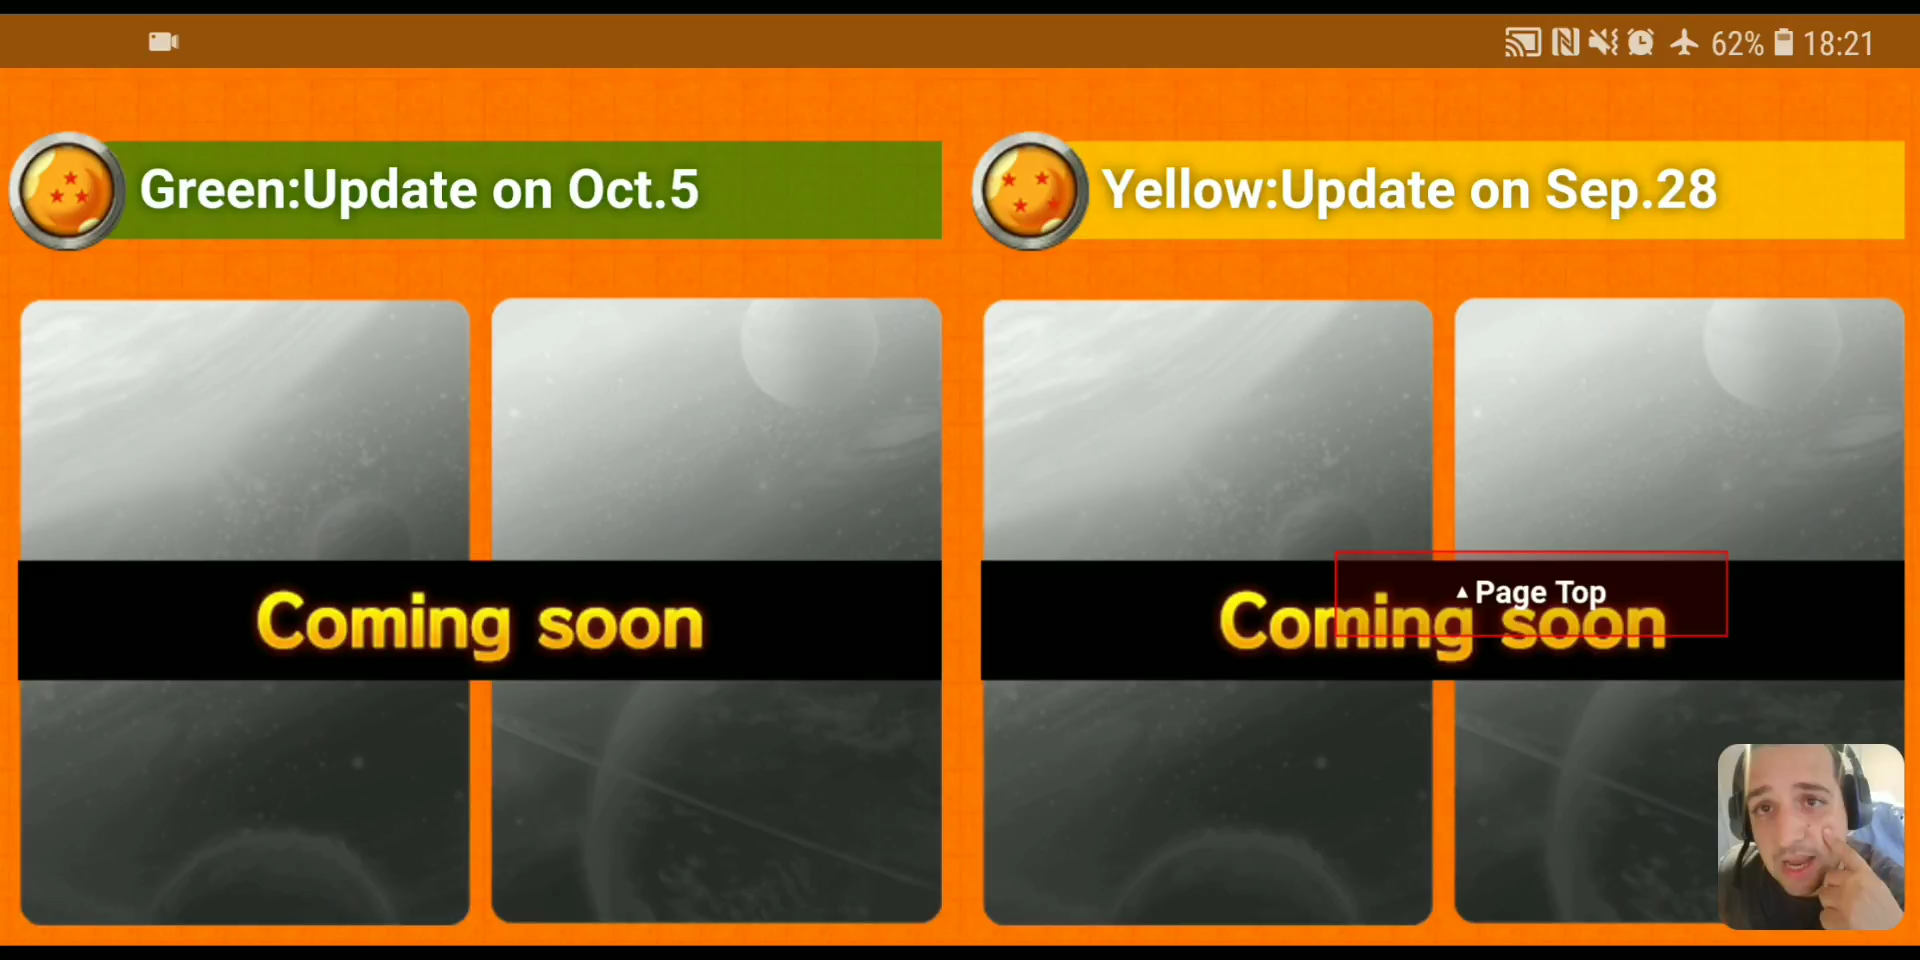 62% 18:21
Green:Update on Oct.5
Yellow:Update on Sep.28
Coming soon
▲Page Top
Coming soon